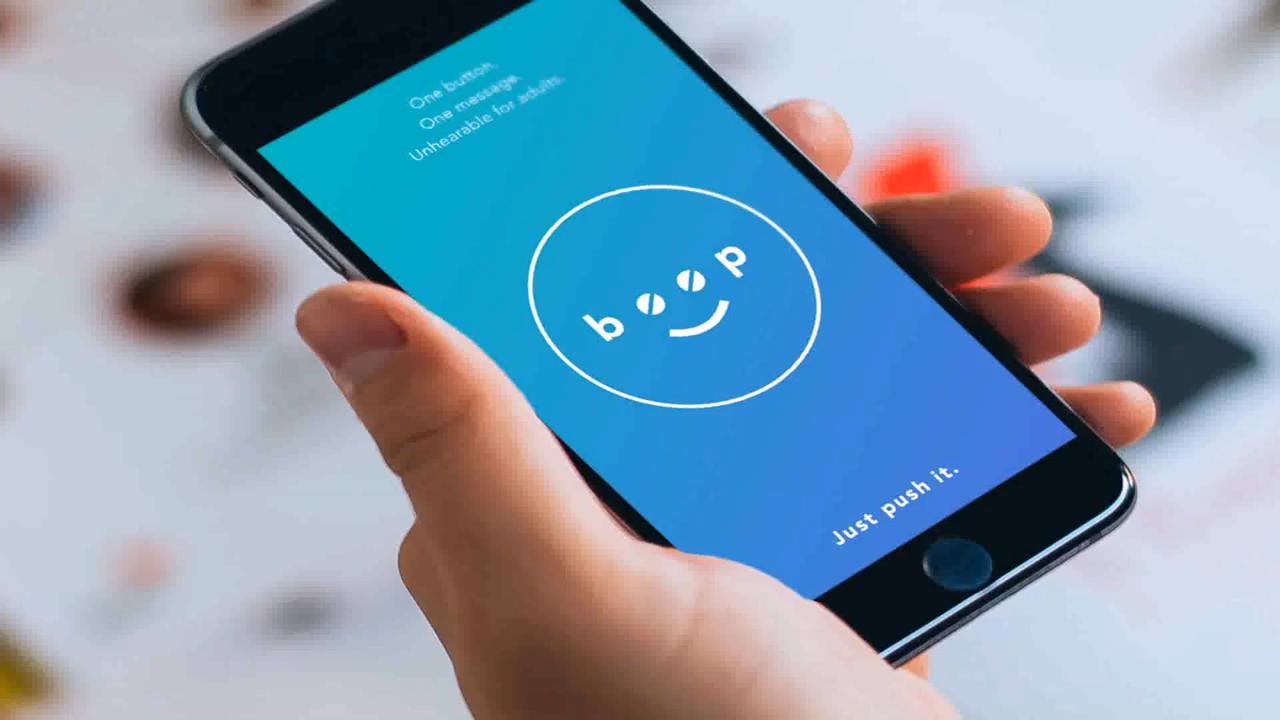 One button.
One message.
Unhearable for adults.
boop
Just push it.